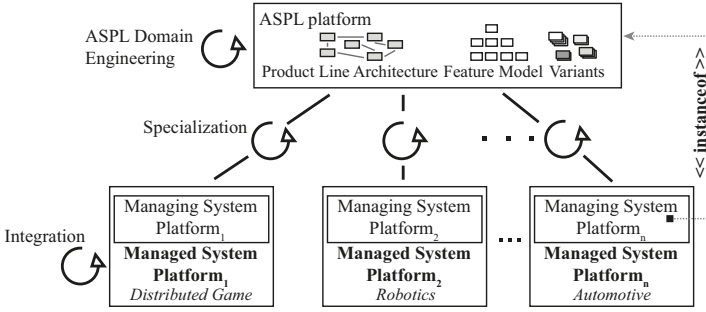 ASPL platform
ASPL Domain
Engineering
Product Line Architecture Feature Model Variants
<< instanceof >>
Specialization
Managing System
Platform1
Managed System
Platform1
Distributed Game
Managing System
Platform2
Managed System
Platform2
Robotics
Managing System
Platformn
Managed System
Platformn
Automotive
Integration